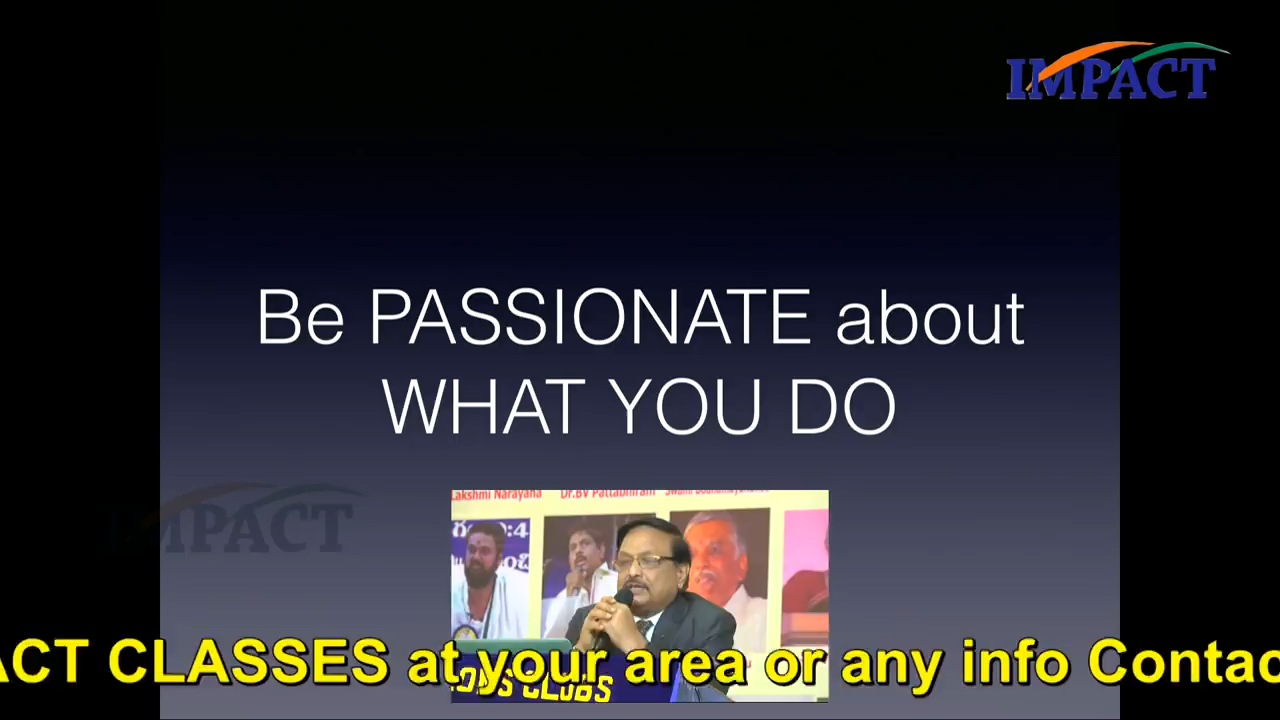 IMPACT
Be PASSIONATE about
WHAT YOU DO
IMPACT
Lakshmi Narayana Dr.BV Pattabhiram
ACT CLASSES at your area or any info Contac
CLUBS